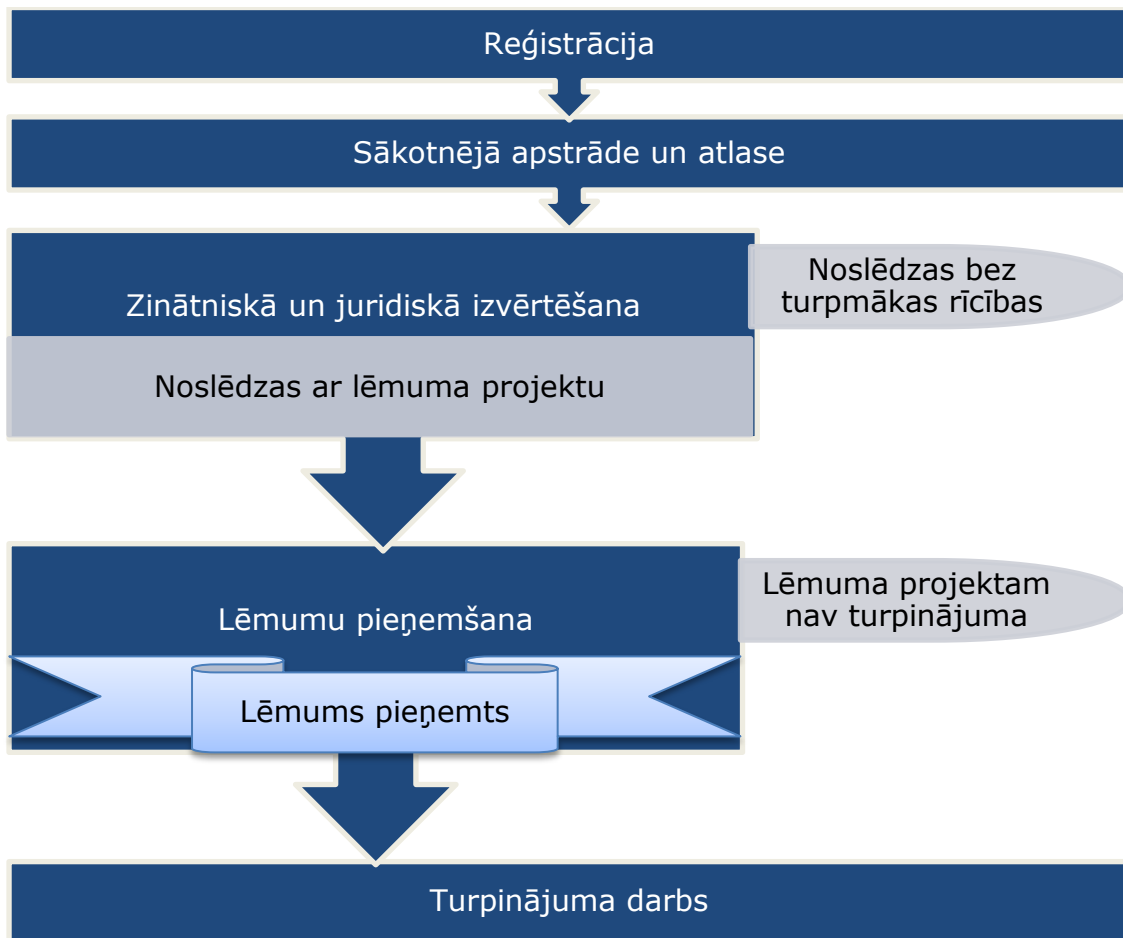 Reģistrācija
Sākotnējā apstrāde un atlase
Zinātniskā un juridiskā izvērtēšana
Noslēdzas bez
turpmākas rīcības
Noslēdzas ar lēmuma projektu
Lēmumu pieņemšana
Lēmuma projektam
nav turpinājuma
Lēmums pieņemts
Turpinājuma darbs